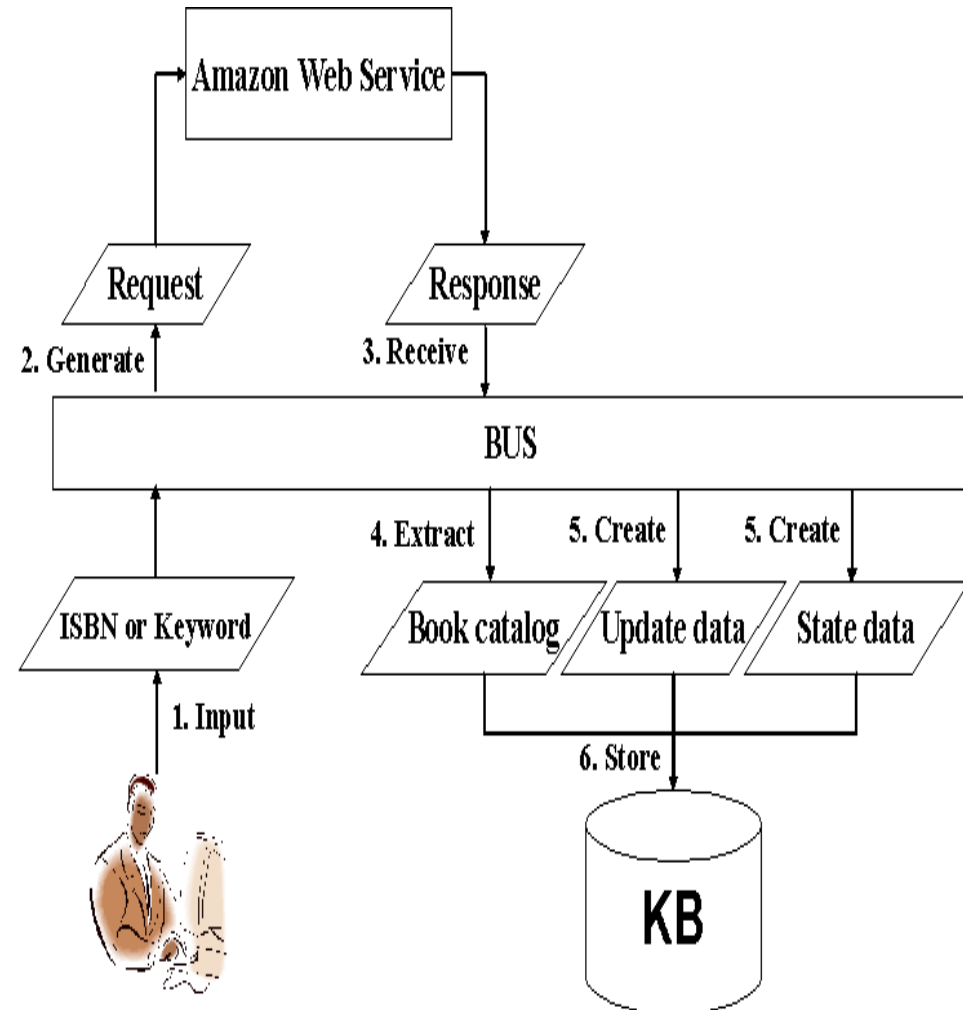 Amazon Web Service
Request
Response
2. Generate
3. Receive
BUS
4. Extract
5. Create
5. Create
ISBN or Keyword
Book catalog
Update data
State data
1. Input
6. Store
KB